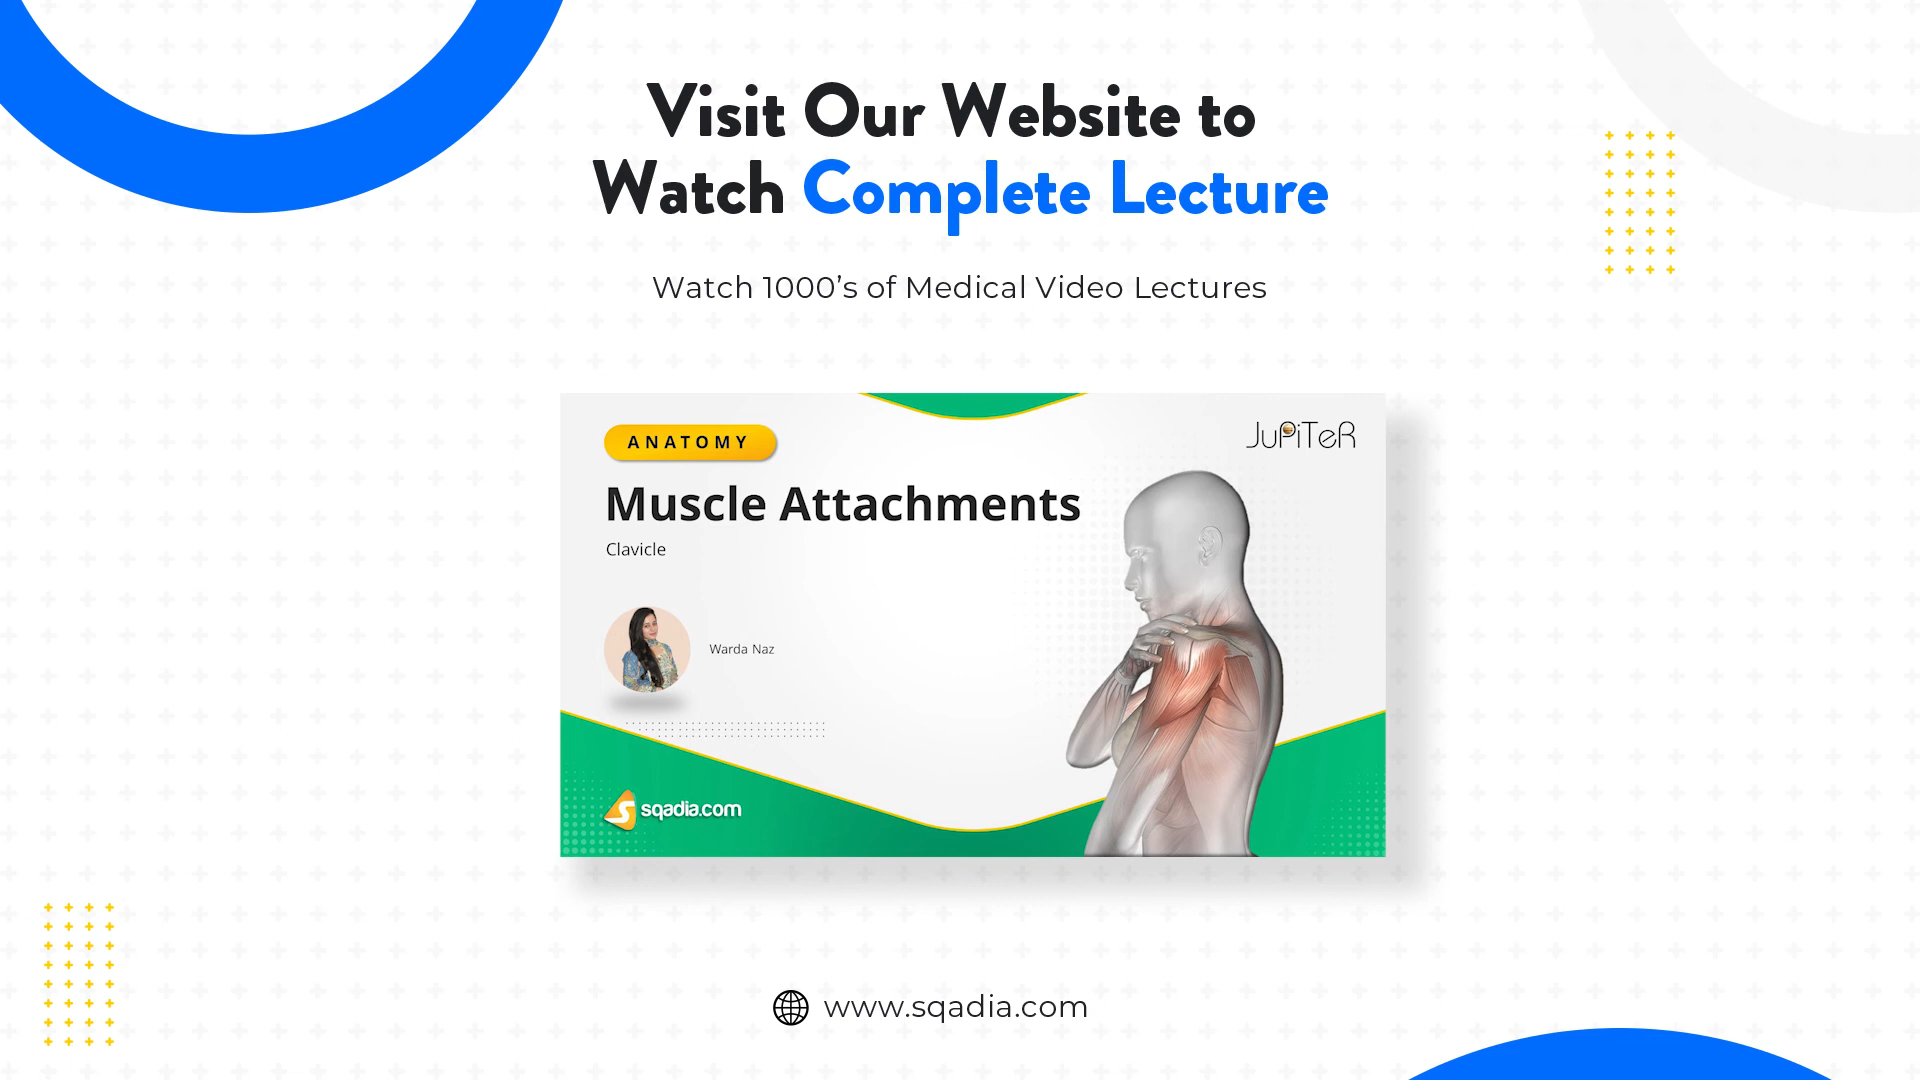 Visit Our Website to
Watch Complete Lecture
Watch 1000’s of Medical Video Lectures
ANATOMY
JuPiTeR
Muscle Attachments
Clavicle
Warda Naz
sqadia.com
www.sqadia.com